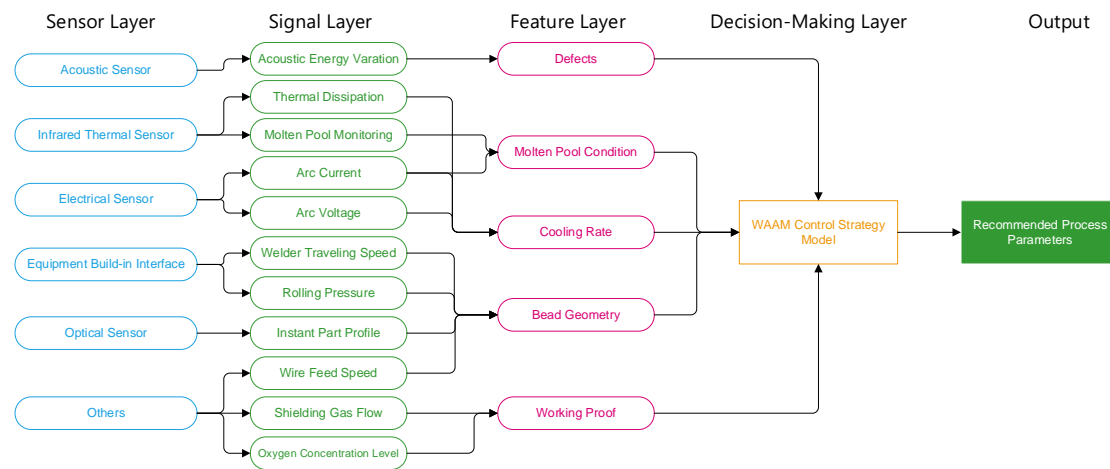 Sensor Layer
Signal Layer
Feature Layer
Decision-Making Layer
Output
Acoustic Sensor
Infrared Thermal Sensor
Electrical Sensor
Equipment Build-in Interface
Optical Sensor
Others
Acoustic Energy Varation
Thermal Dissipation
Molten Pool Monitoring
Arc Current
Arc Voltage
Welder Traveling Speed
Rolling Pressure
Instant Part Profile
Wire Feed Speed
Shielding Gas Flow
Oxygen Concentration Level
Defects
Molten Pool Condition
Cooling Rate
Bead Geometry
Working Proof
WAAM Control Strategy
Model
Recommended Process
Parameters